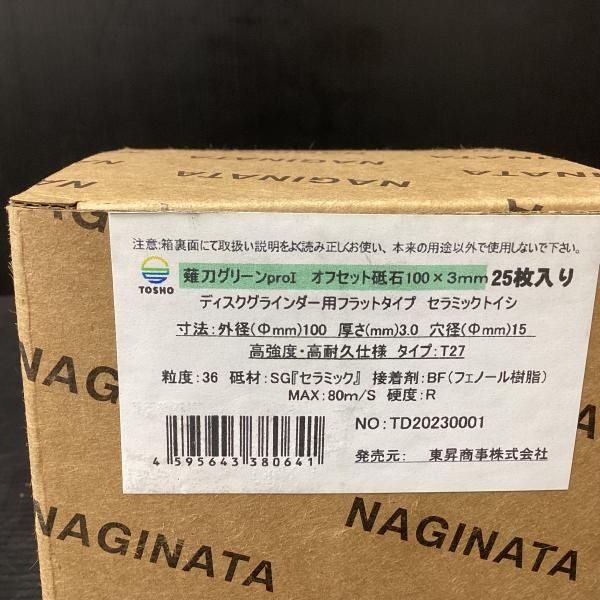 NAGINATA
NAGINATA
注意:箱裏面にて取扱い説明をよく読み正しくお使い、本来の用途以外で使用しないで下さい。
TOSHO
薙刀グリーンproI オフセット砥石100×3mm 25枚入り
ディスクグラインダー用フラットタイプ セラミックトイシ
寸法:外径(Φmm)100 厚さ(mm)3.0 穴径(Φmm)15
高強度・高耐久仕様 タイプ:T27
粒度:36 砥材:SG『セラミック』 接着剤:BF(フェノール樹脂)
MAX:80m/S 硬度:R
NO:TD20230001
4 595643 380641
発売元: 東昇商事株式会社
NAGINATA
NAGINATA